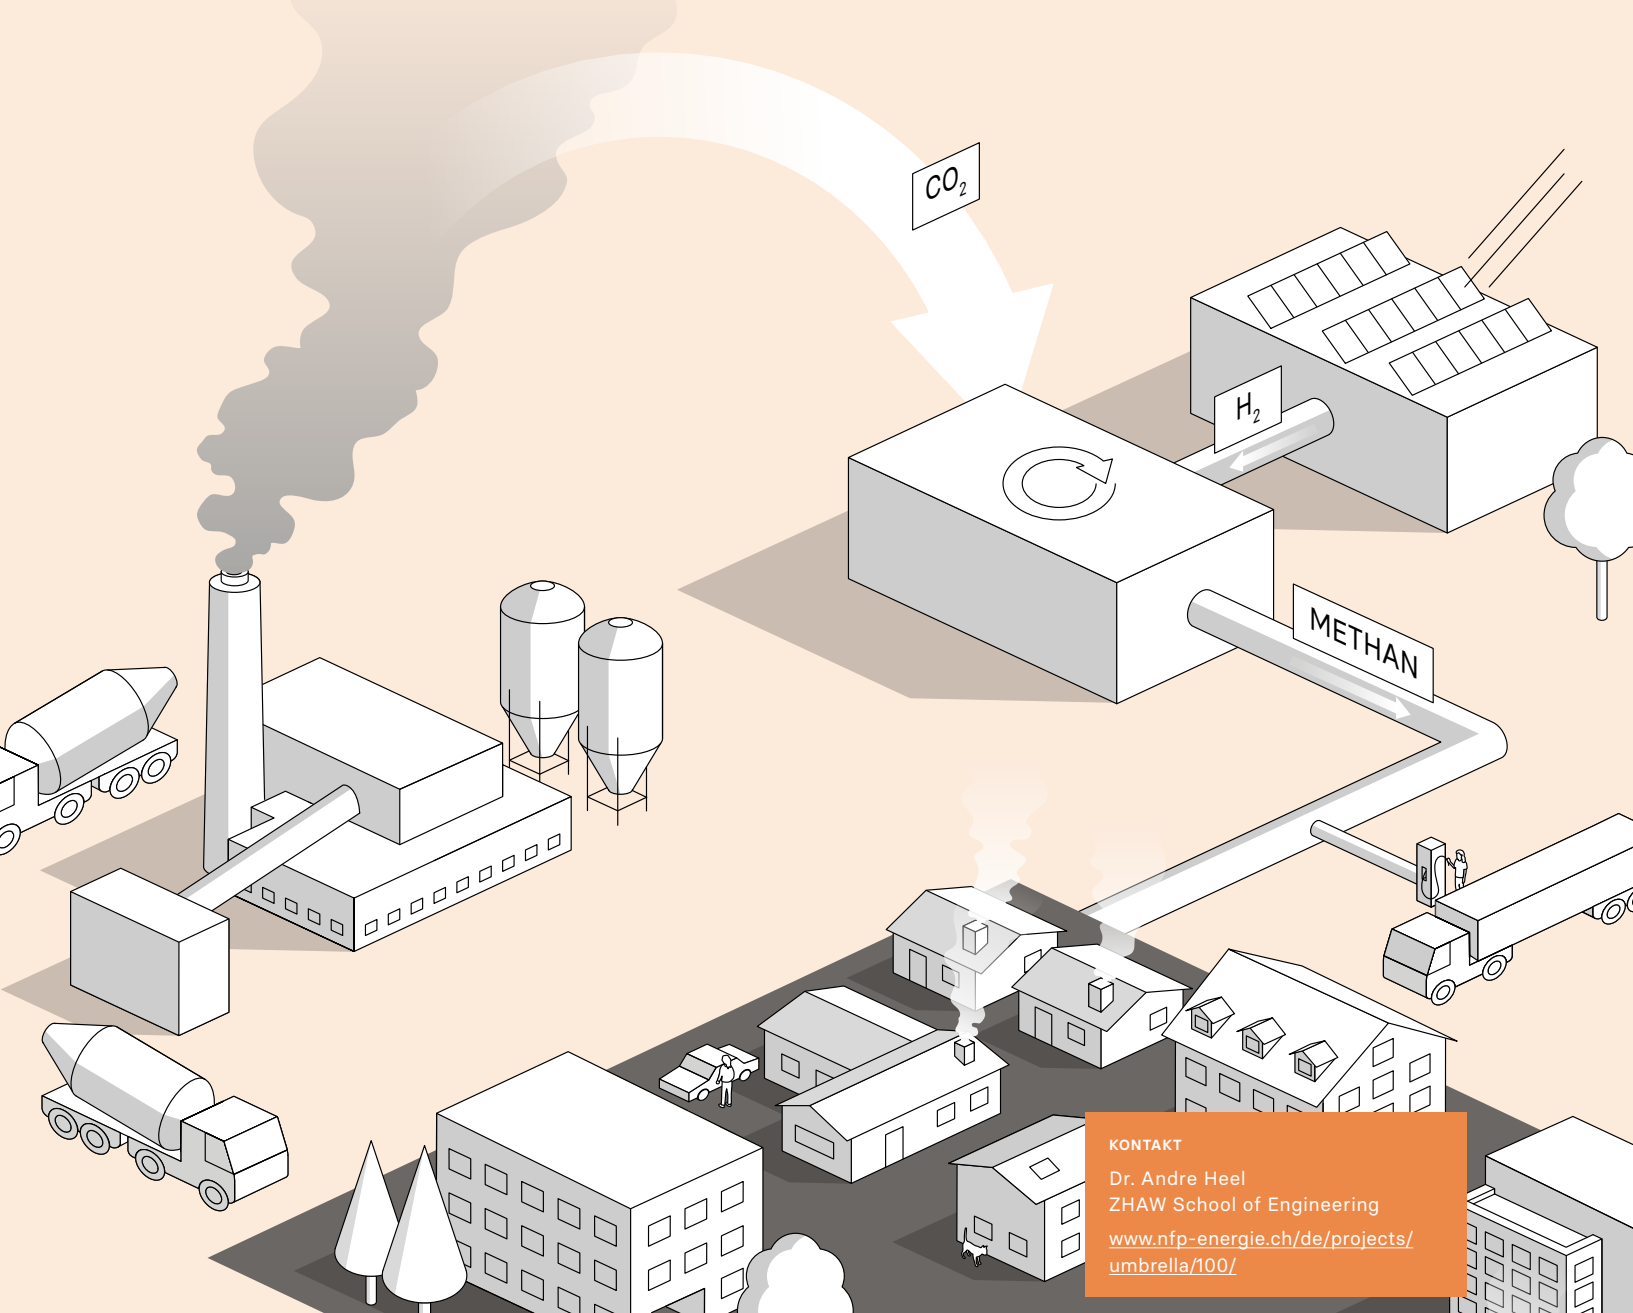 CO₂
H₂
METHAN
KONTAKT
Dr. Andre Heel
ZHAW School of Engineering
www.nfp-energie.ch/de/projects/
umbrella/100/